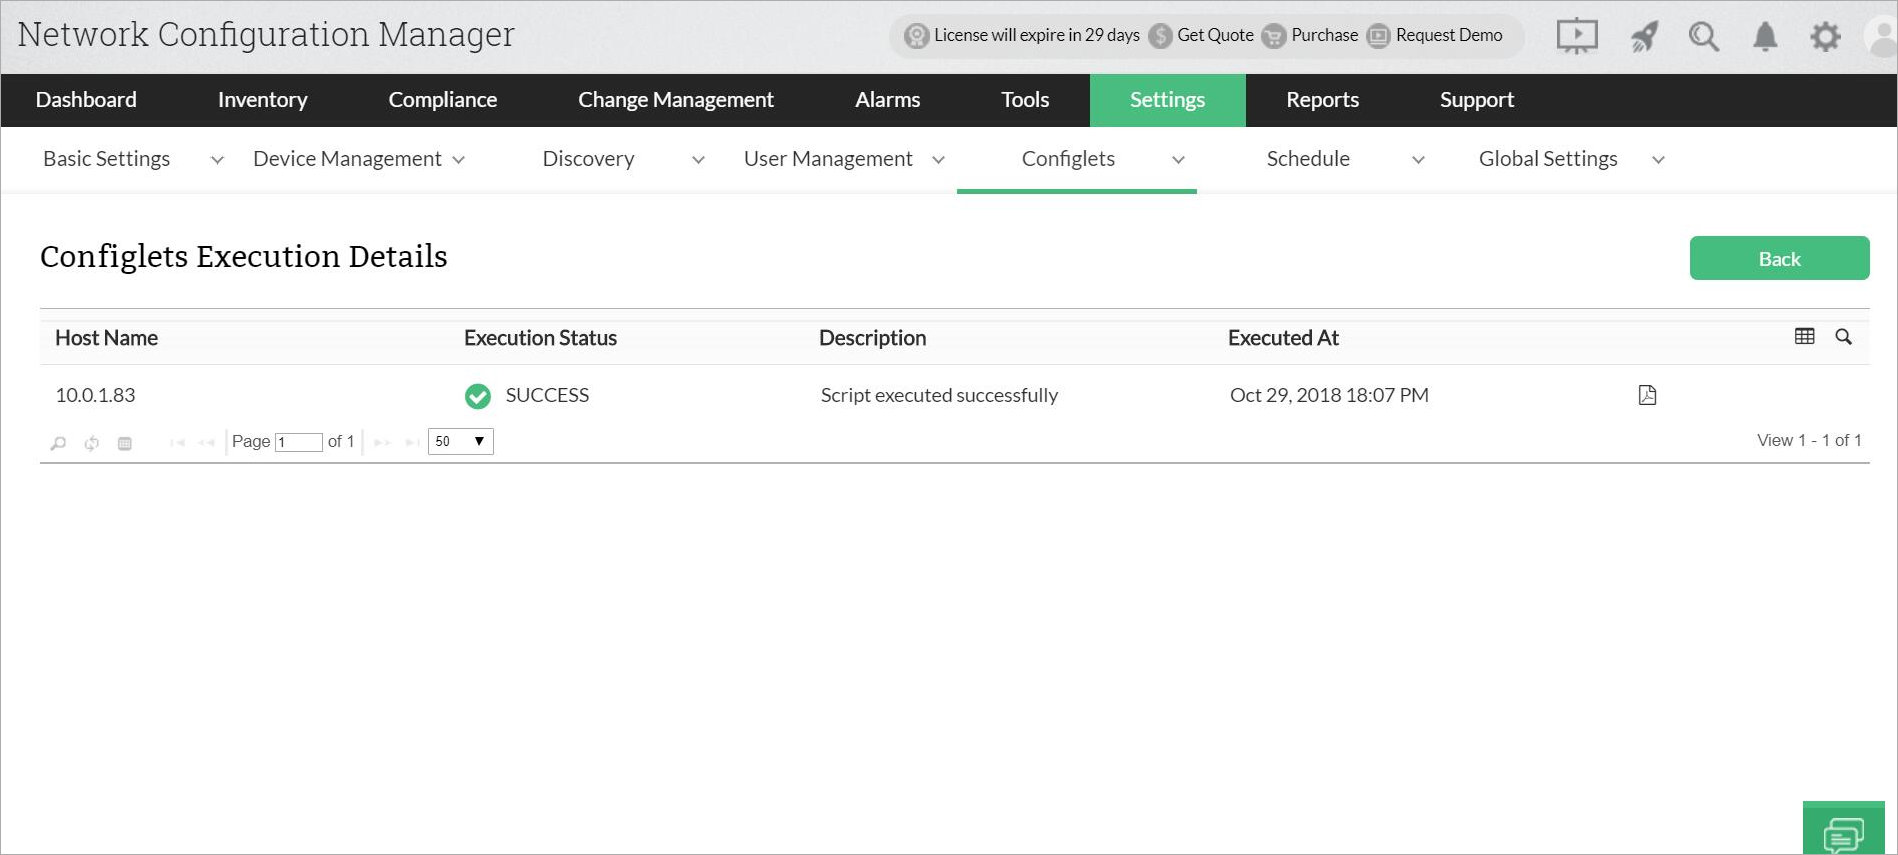 Network Configuration Manager
License will expire in 29 days Get Quote Purchase Request Demo
Dashboard Inventory Compliance Change Management Alarms Tools Settings Reports Support
Basic Settings Device Management Discovery User Management Configlets Schedule Global Settings
Configlets Execution Details
Back
Host Name Execution Status Description Executed At
10.0.1.83 SUCCESS Script executed successfully Oct 29, 2018 18:07 PM
Page 1 of 1 50 View 1 - 1 of 1